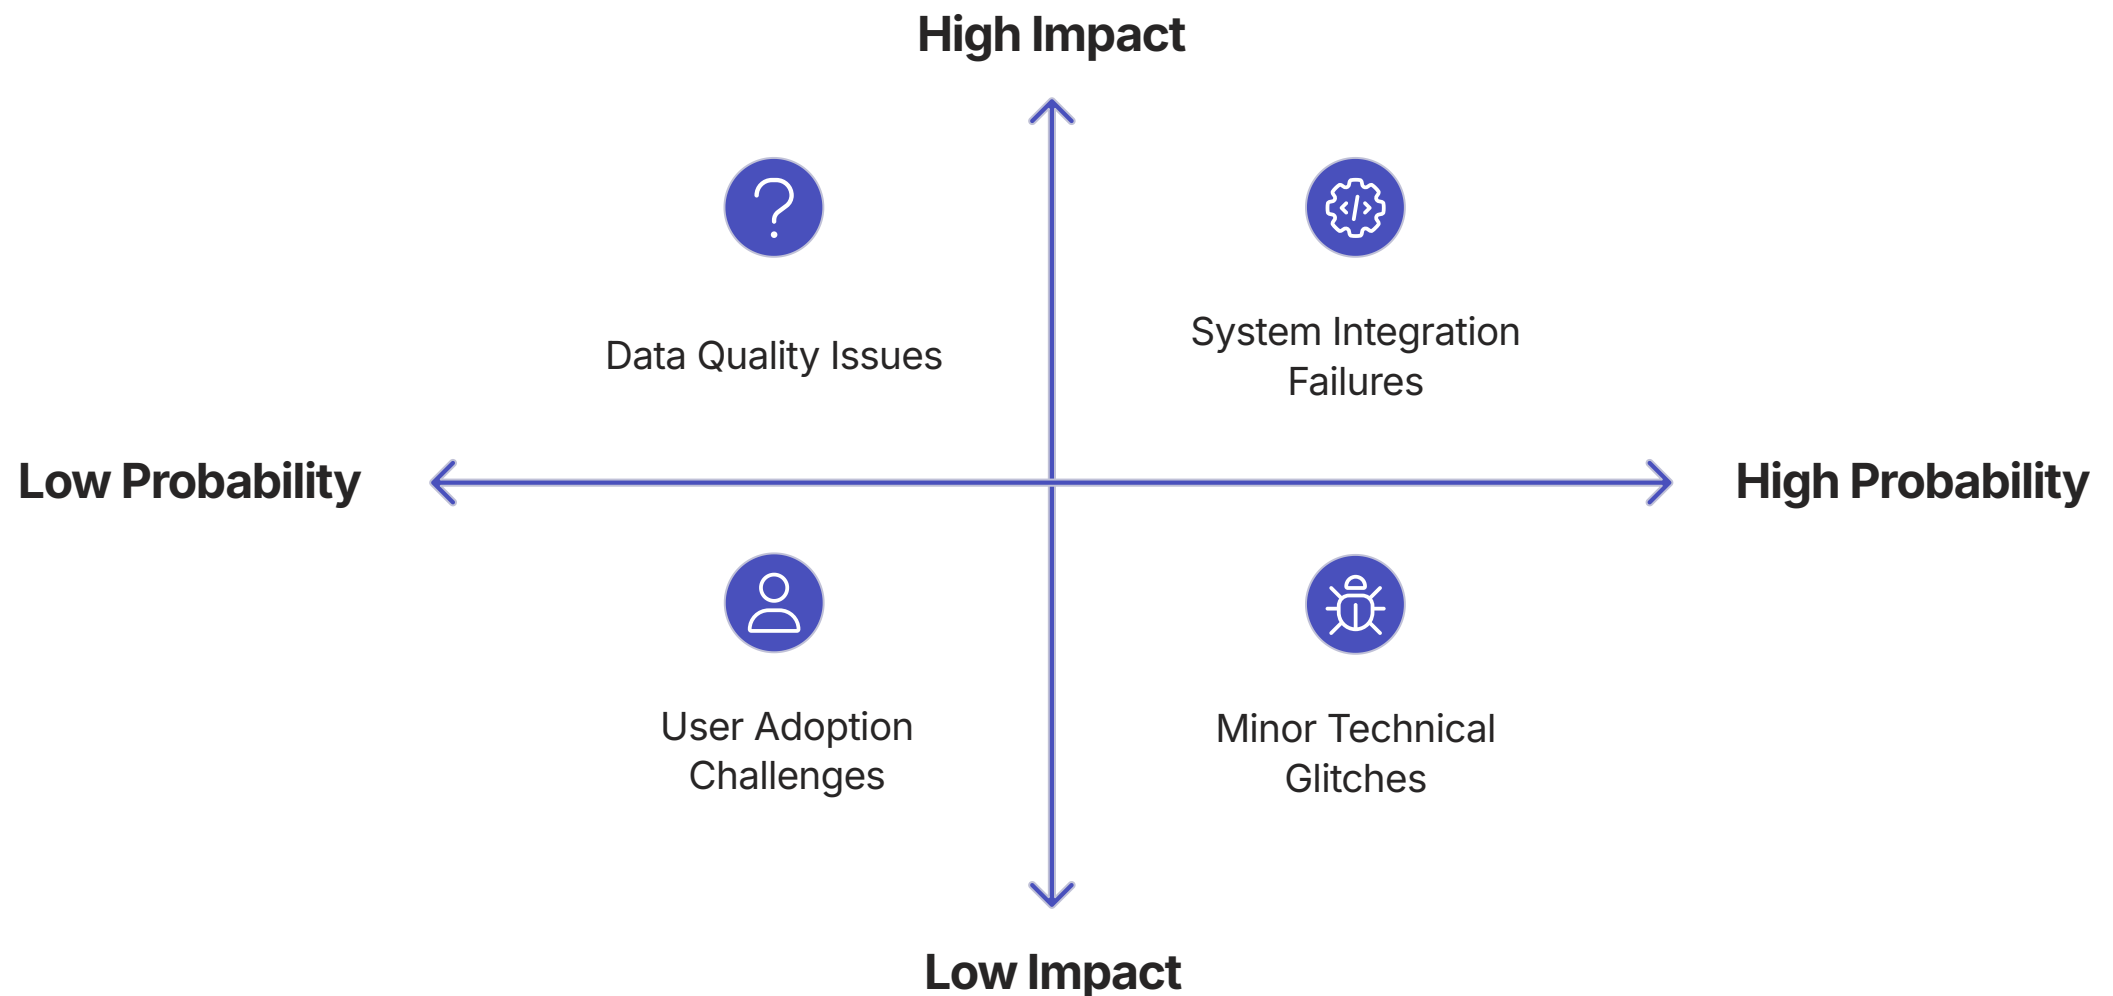 High Impact
Data Quality Issues
System Integration
Failures
Low Probability
High Probability
User Adoption
Challenges
Minor Technical
Glitches
Low Impact